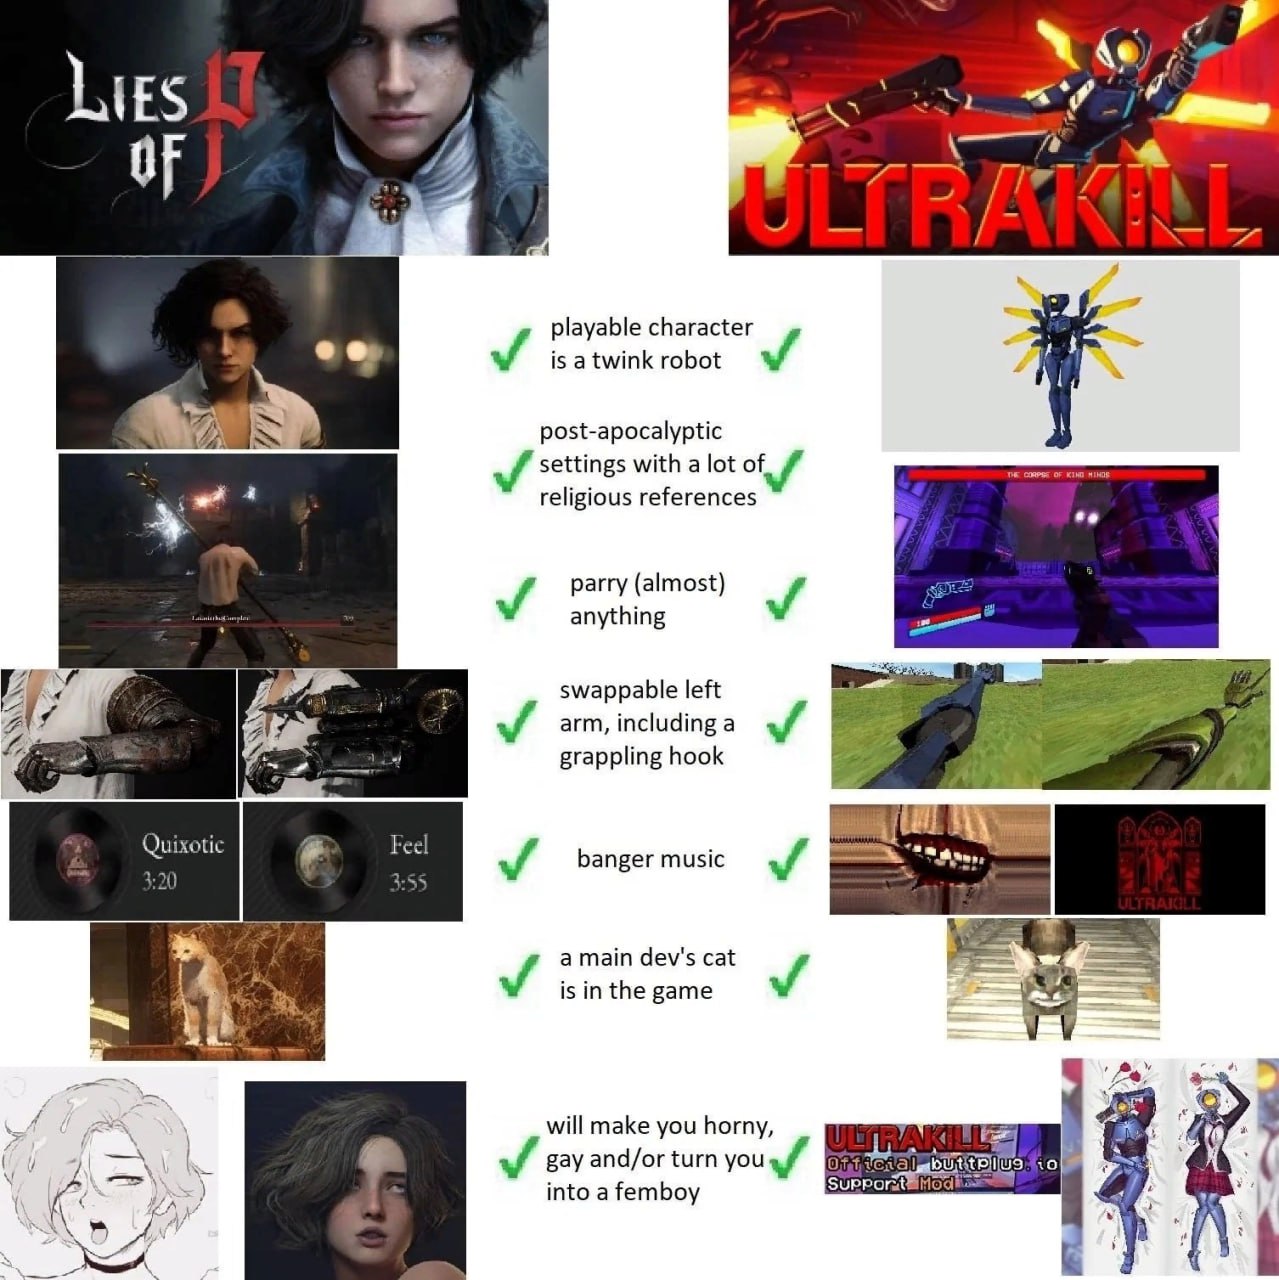 LIES OF P
ULTRAKILL
playable character
is a twink robot
post-apocalyptic
settings with a lot of
religious references
THE CORPSE OF KING MINOS
parry (almost)
anything
100
swappable left
arm, including a
grappling hook
Quixotic
3:20
Feel
3:55
banger music
ULTRAKILL
a main dev's cat
is in the game
will make you horny,
gay and/or turn you
into a femboy
ULTRAKILL
Official buttplug.io
Support Mod